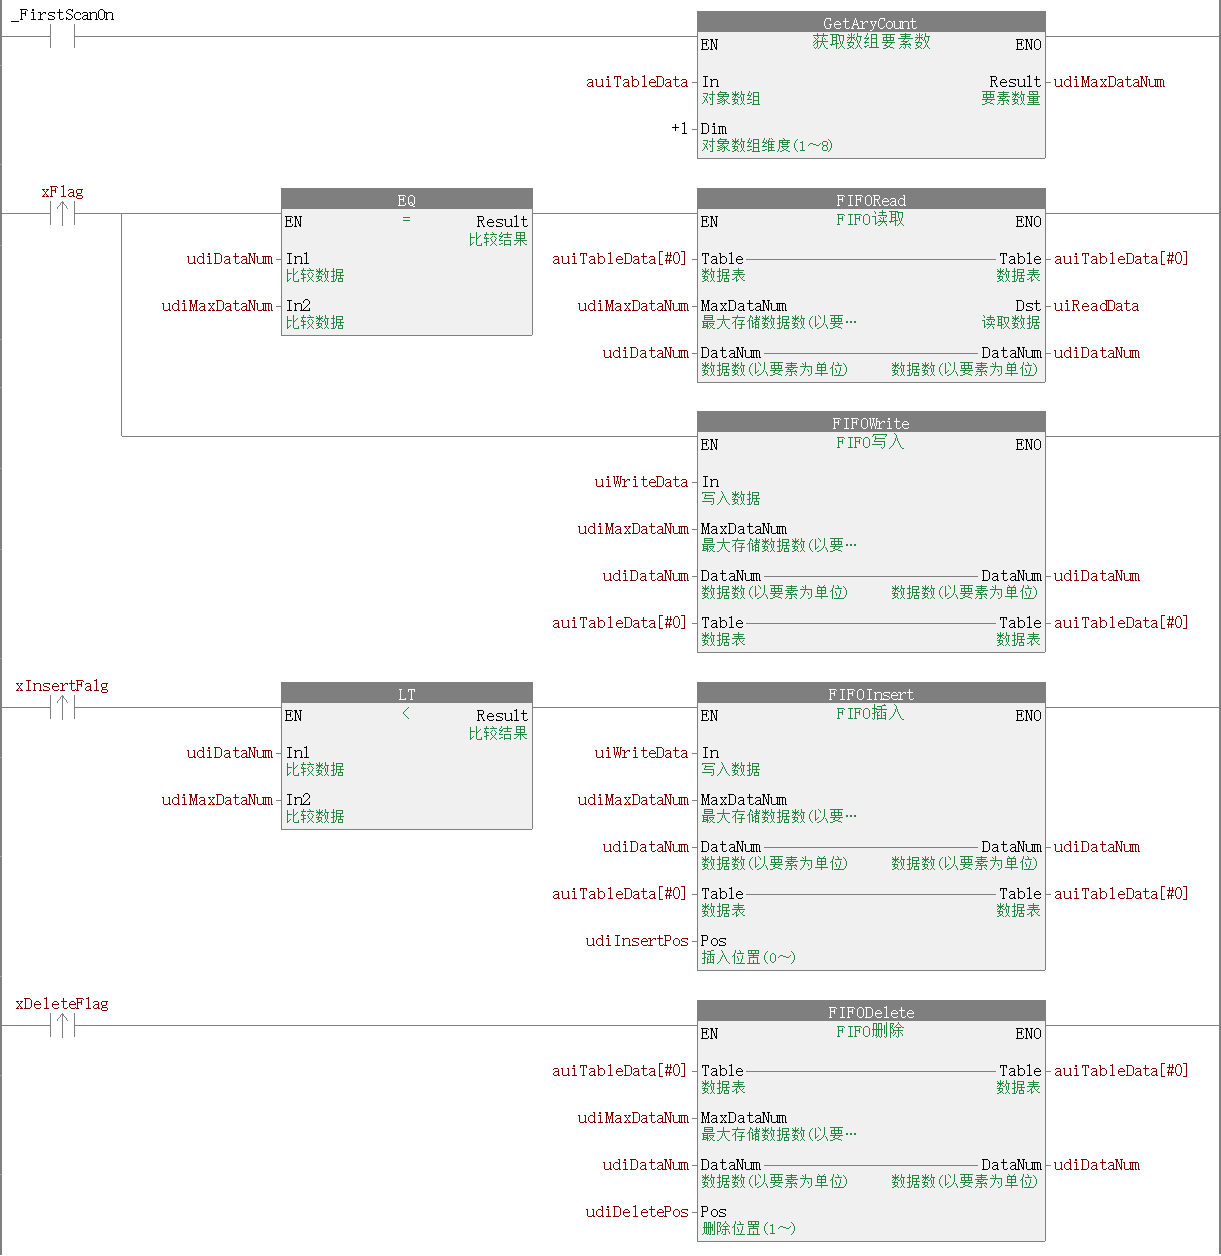 _FirstScanOn
GetAryCount
EN 获取数组要素数 ENO
auiTableData In Result udiMaxDataNum
对象数组 要素数量
+1 Dim
对象数组维度(1～8)
xFlag
EQ FIFORead
EN = Result EN FIFO读取 ENO
比较结果
udiDataNum In1 auiTableData[#0] Table Table auiTableData[#0]
比较数据 数据表 数据表
udiMaxDataNum In2 udiMaxDataNum MaxDataNum Dst uiReadData
比较数据 最大存储数据数(以要… 读取数据
udiDataNum DataNum DataNum udiDataNum
数据数(以要素为单位) 数据数(以要素为单位)
FIFOWrite
EN FIFO写入 ENO
uiWriteData In
写入数据
udiMaxDataNum MaxDataNum
最大存储数据数(以要…
udiDataNum DataNum DataNum udiDataNum
数据数(以要素为单位) 数据数(以要素为单位)
auiTableData[#0] Table Table auiTableData[#0]
数据表 数据表
xInsertFalg
LT FIFOInsert
EN < Result EN FIFO插入 ENO
比较结果
udiDataNum In1 uiWriteData In
比较数据 写入数据
udiMaxDataNum In2 udiMaxDataNum MaxDataNum
比较数据 最大存储数据数(以要…
udiDataNum DataNum DataNum udiDataNum
数据数(以要素为单位) 数据数(以要素为单位)
auiTableData[#0] Table Table auiTableData[#0]
数据表 数据表
udiInsertPos Pos
插入位置(0～)
xDeleteFlag
FIFODelete
EN FIFO删除 ENO
auiTableData[#0] Table Table auiTableData[#0]
数据表 数据表
udiMaxDataNum MaxDataNum
最大存储数据数(以要…
udiDataNum DataNum DataNum udiDataNum
数据数(以要素为单位) 数据数(以要素为单位)
udiDeletePos Pos
删除位置(1～)